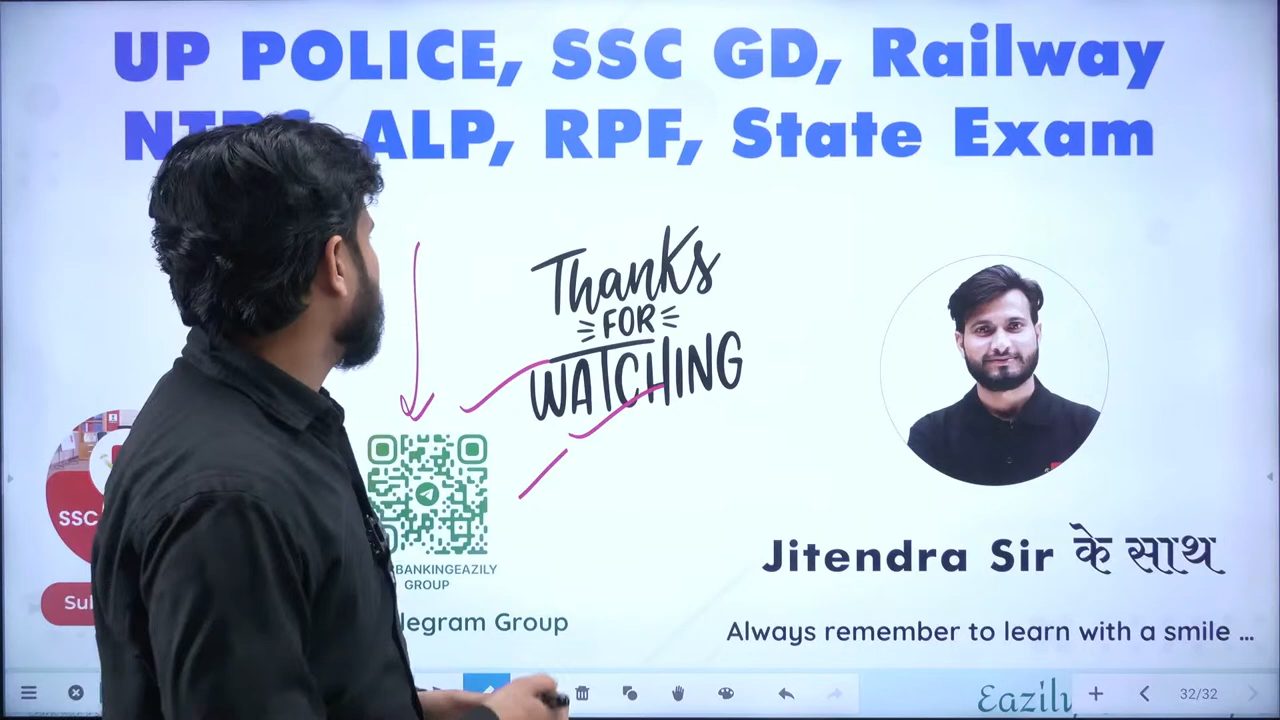 UP POLICE, SSC GD, Railway
ALP, RPF, State Exam
Thanks
FOR
WATCHING
SSC
BANKINGEAZILY
GROUP
Group
Jitendra Sir के साथ
Always remember to learn with a smile ...
Eazily
32/32